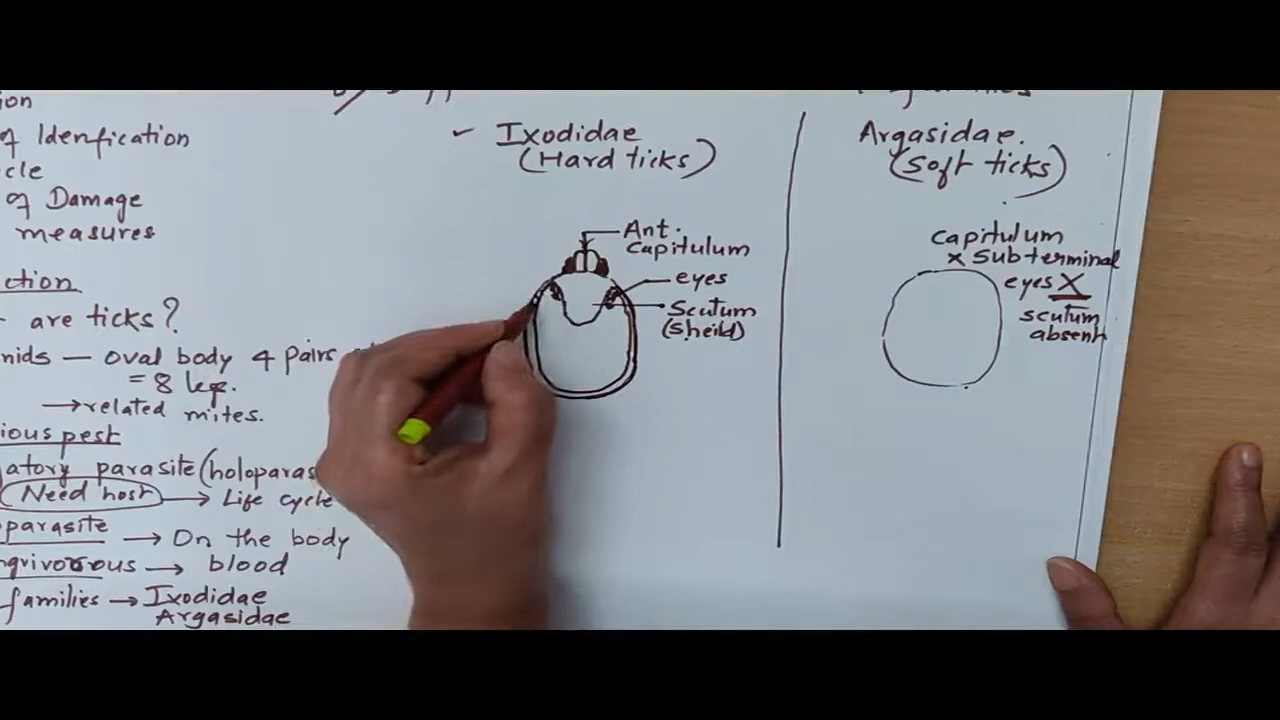 ion
of Idenfication
cle
of Damage
measures
ction
are ticks?
nids — oval body 4 pairs
= 8 legs.
→related mites.
ious pest
atory parasite (holoparas
Need host → Life cycle
parasite → On the body
ngrivorous → blood
families → Ixodidae
Argasidae
✓ Ixodidae
(Hard ticks)
Ant.
capitulum
eyes
Scutum
(sheild)
Argasidae.
(Soft ticks)
capitulum
x Subterminal
eyes X
scutum
absent